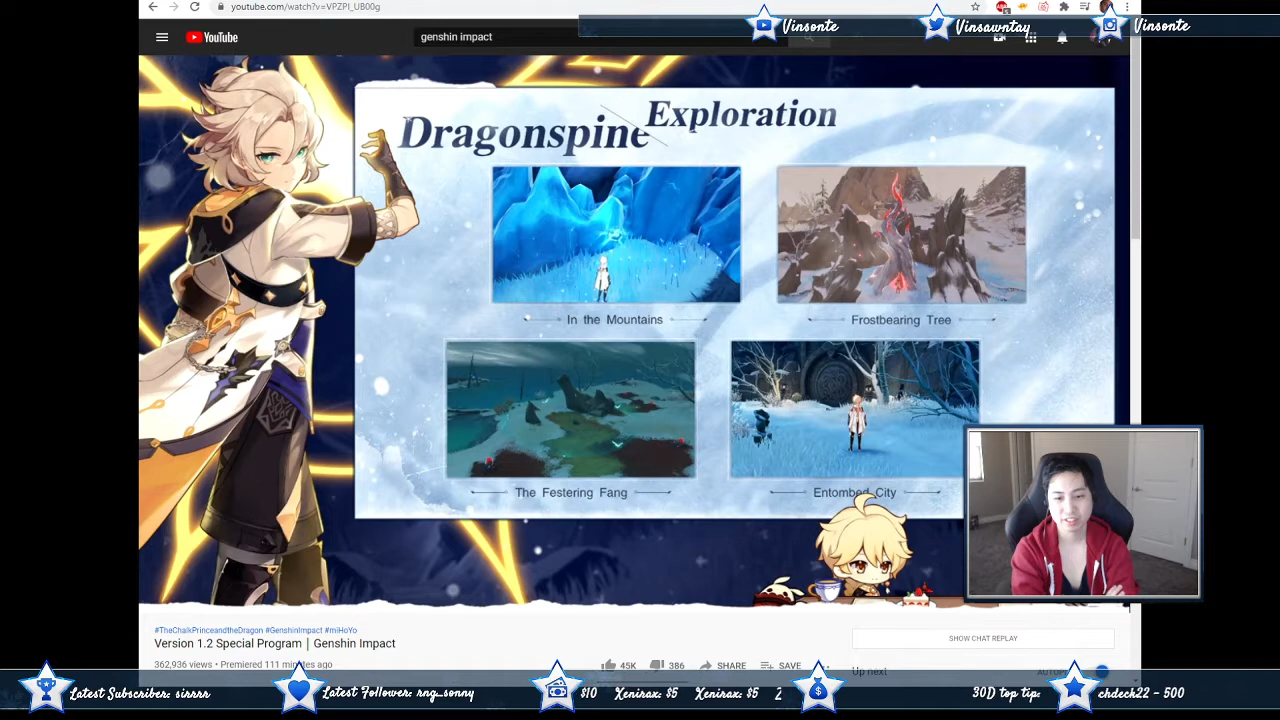 youtube.com/watch?v=VPZPI_U800g
Vinsonte
Vinsawntay
Vinsonte
YouTube
genshin impact
Dragonspine Exploration
In the Mountains
Frostbearing Tree
The Festering Fang
Entombed City
#TheChalkPrinceandtheDragon #GenshinImpact #miHoYo
Version 1.2 Special Program | Genshin Impact
SHOW CHAT REPLAY
362,936 views • Premiered 111 minutes ago
45K
386
SHARE
SAVE
Up next
Latest Subscriber: sirrrr
Latest Follower: rng_sonny
$10 Xenirax: $5 Xenirax: $5
30D top tip:
chdech22 - 500